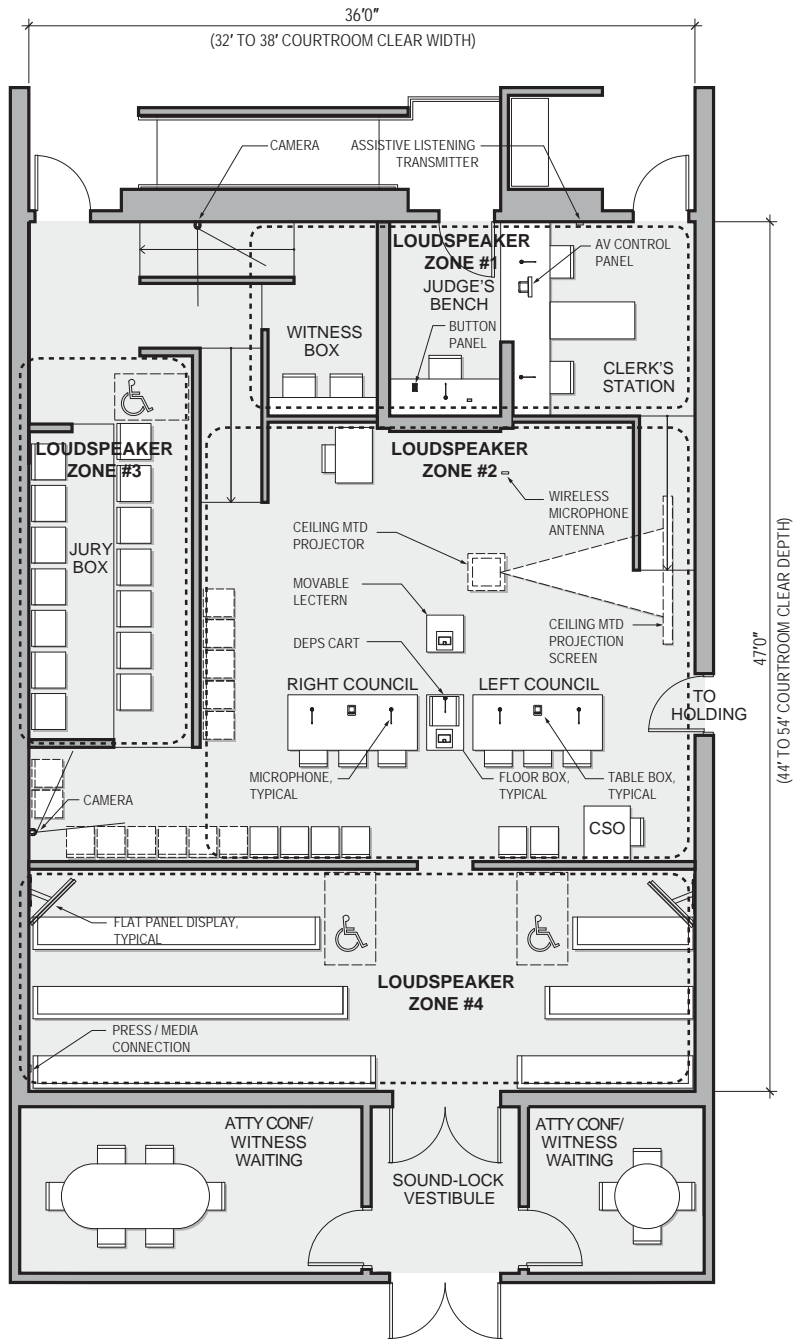 36′0″
(32′ TO 38′ COURTROOM CLEAR WIDTH)
CAMERA
ASSISTIVE LISTENING
TRANSMITTER
LOUDSPEAKER
ZONE #1
JUDGE'S
BENCH
AV CONTROL
PANEL
BUTTON
PANEL
WITNESS
BOX
CLERK'S
STATION
LOUDSPEAKER
ZONE #3
LOUDSPEAKER
ZONE #2
WIRELESS
MICROPHONE
ANTENNA
JURY
BOX
CEILING MTD
PROJECTOR
MOVABLE
LECTERN
CEILING MTD
PROJECTION
SCREEN
DEPS CART
47′0″
(44′ TO 54′ COURTROOM CLEAR DEPTH)
RIGHT COUNCIL
LEFT COUNCIL
TO
HOLDING
MICROPHONE,
TYPICAL
FLOOR BOX,
TYPICAL
TABLE BOX,
TYPICAL
CAMERA
CSO
FLAT PANEL DISPLAY,
TYPICAL
LOUDSPEAKER
ZONE #4
PRESS / MEDIA
CONNECTION
ATTY CONF/
WITNESS
WAITING
SOUND-LOCK
VESTIBULE
ATTY CONF/
WITNESS
WAITING